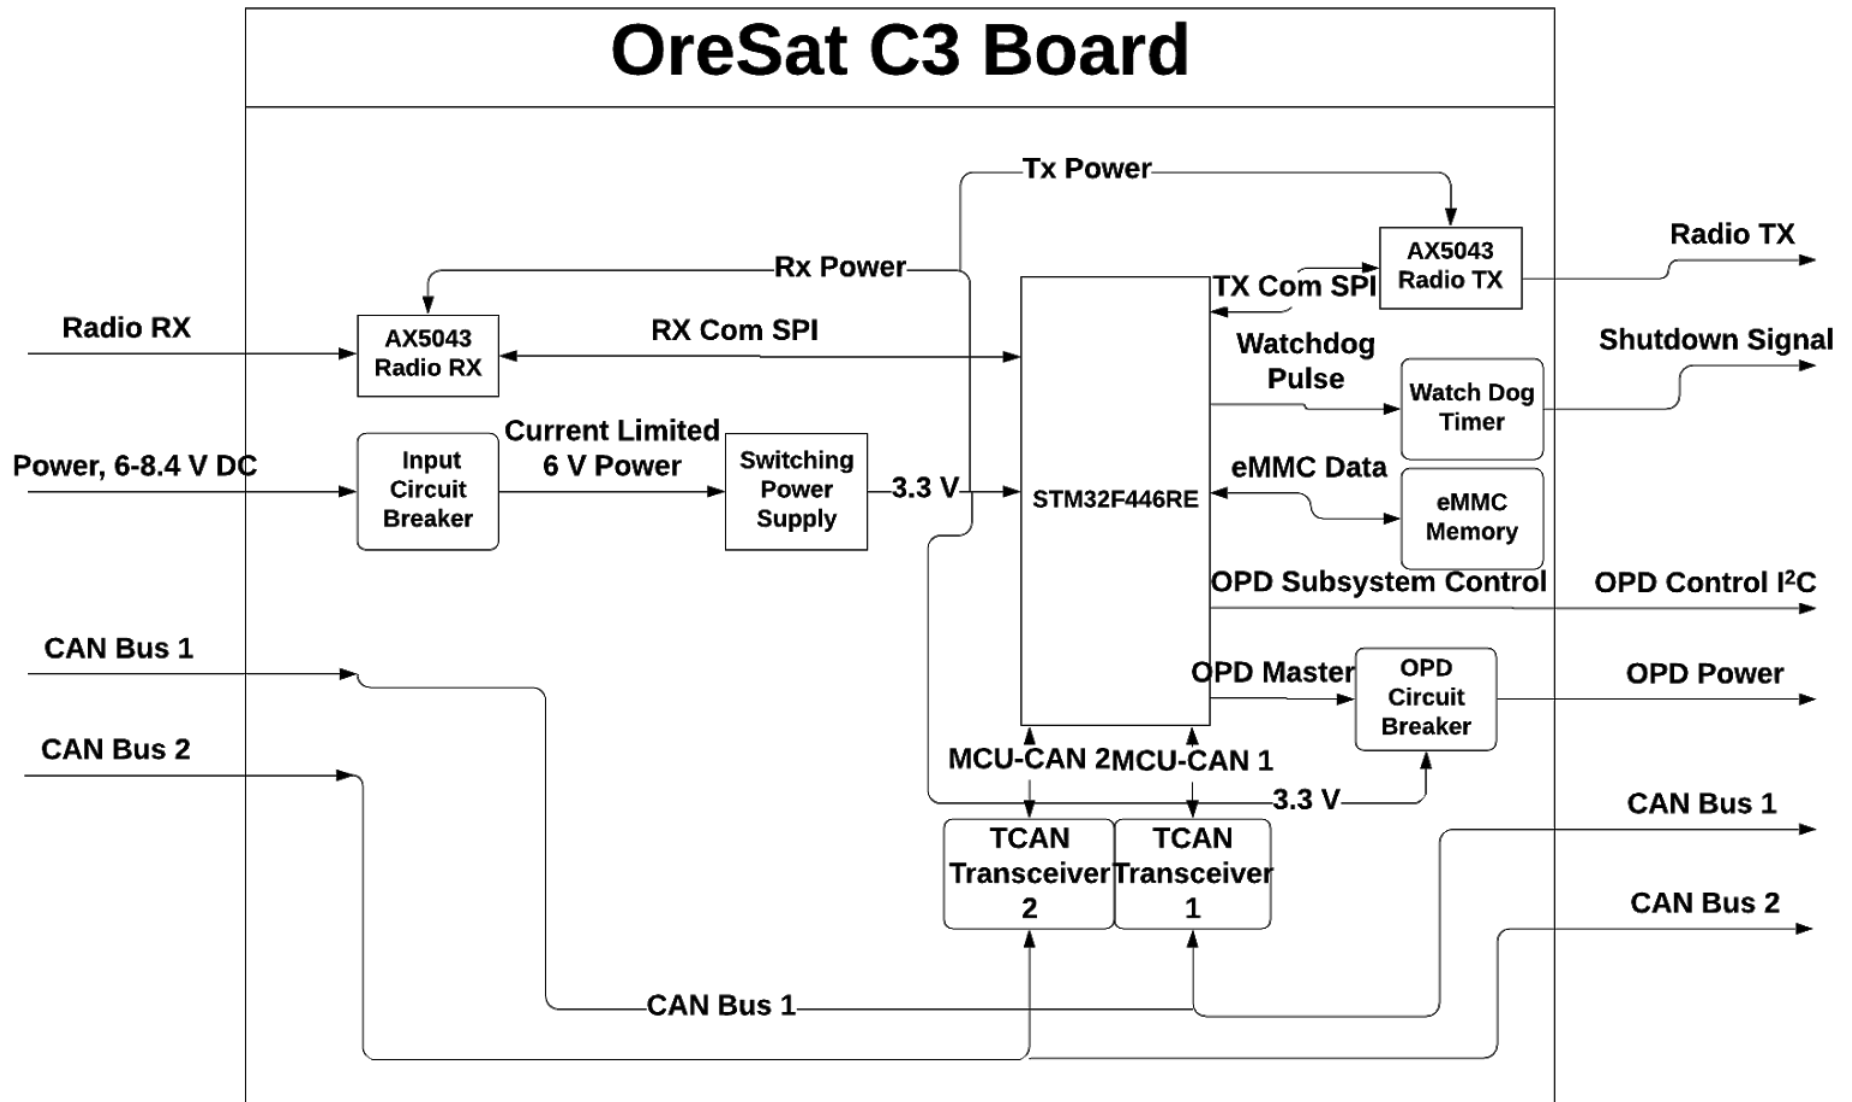 OreSat C3 Board
Tx Power
Radio TX
AX5043
Radio TX
Rx Power
TX Com SPI
Radio RX
AX5043
Radio RX
RX Com SPI
Watchdog
Pulse
Shutdown Signal
Watch Dog
Timer
Power, 6-8.4 V DC
Input
Circuit
Breaker
Current Limited
6 V Power
Switching
Power
Supply
3.3 V
STM32F446RE
eMMC Data
eMMC
Memory
OPD Subsystem Control
OPD Control I²C
CAN Bus 1
OPD Master
OPD
Circuit
Breaker
OPD Power
CAN Bus 2
MCU-CAN 2
MCU-CAN 1
3.3 V
CAN Bus 1
TCAN
Transceiver
2
TCAN
Transceiver
1
CAN Bus 2
CAN Bus 1